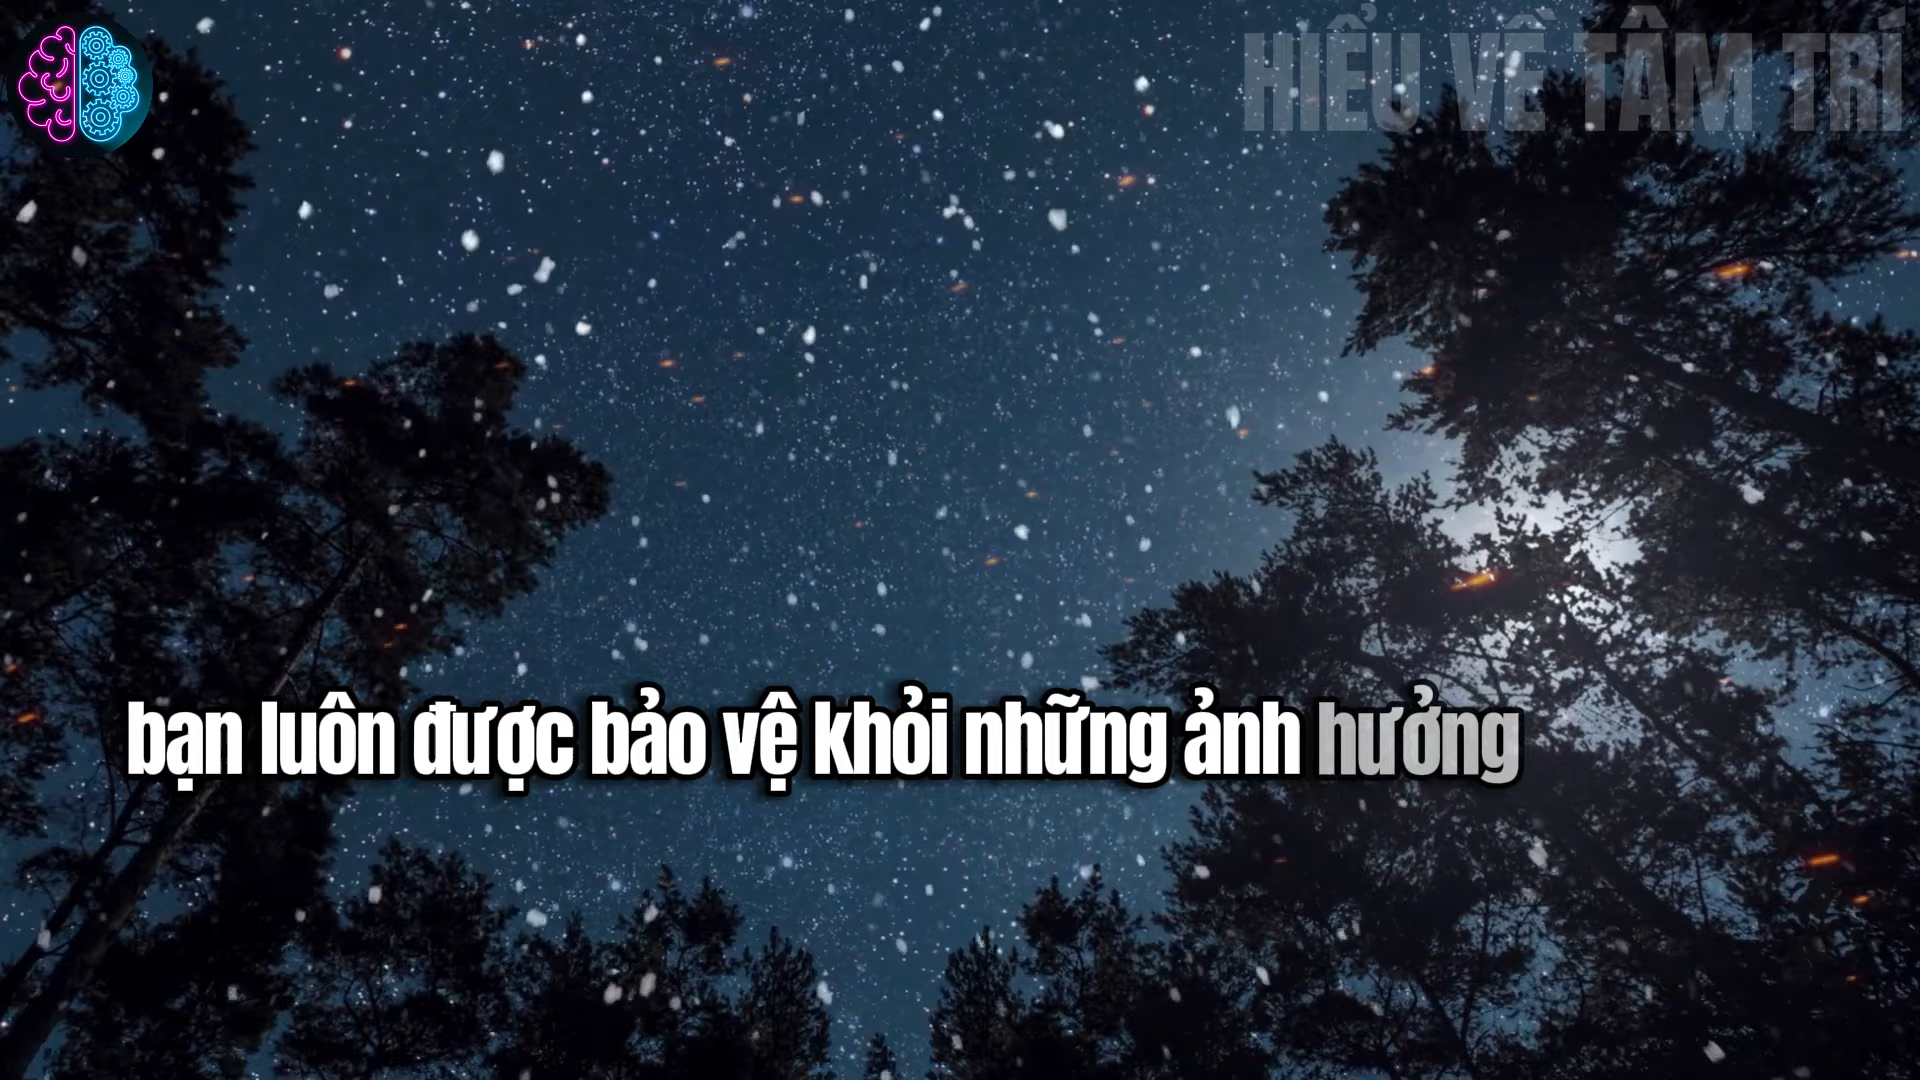 HIỂU VỀ TÂM TRÍ
bạn luôn được bảo vệ khỏi những ảnh hưởng